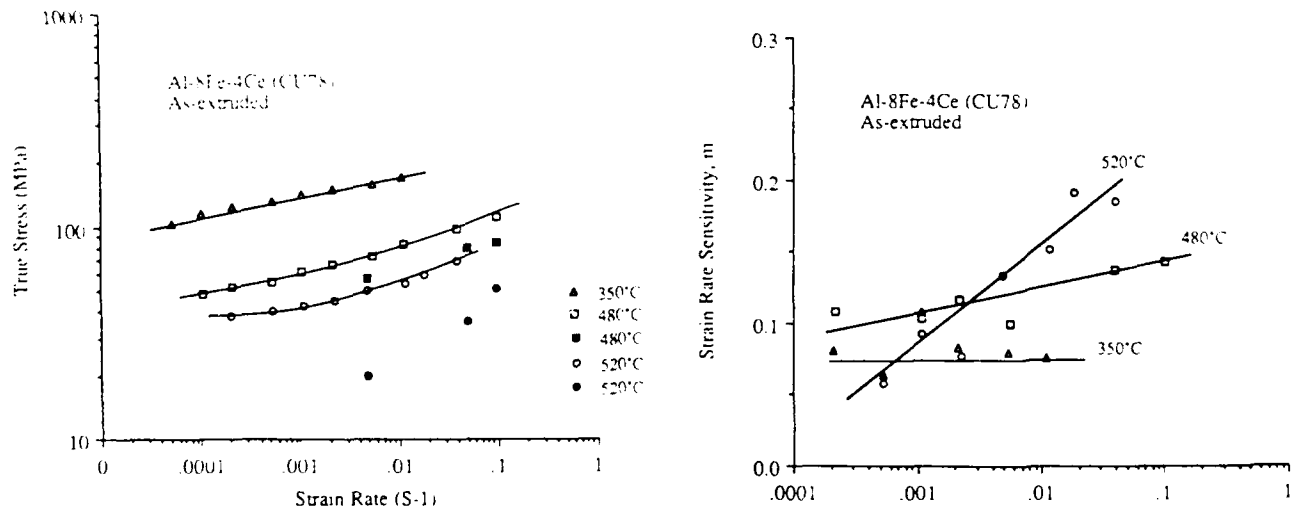 1000
100
10
True Stress (MPa)
Al-8Fe-4Ce (CU78)
As-extruded
350°C
480°C
480°C
520°C
520°C
0 .0001 .001 .01 .1 1
Strain Rate (S-1)
0.3
0.2
0.1
0.0
Strain Rate Sensitivity, m
Al-8Fe-4Ce (CU78)
As-extruded
520°C
480°C
350°C
.0001 .001 .01 .1 1